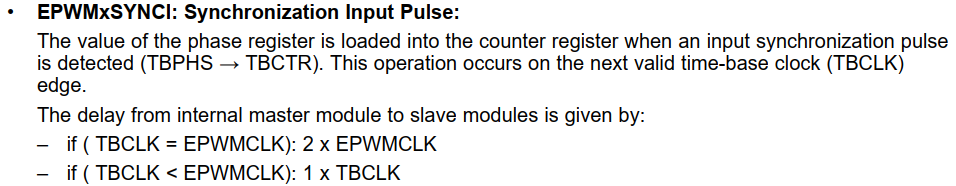 • EPWMxSYNCI: Synchronization Input Pulse:
The value of the phase register is loaded into the counter register when an input synchronization pulse
is detected (TBPHS → TBCTR). This operation occurs on the next valid time-base clock (TBCLK)
edge.
The delay from internal master module to slave modules is given by:
– if ( TBCLK = EPWMCLK): 2 x EPWMCLK
– if ( TBCLK < EPWMCLK): 1 x TBCLK